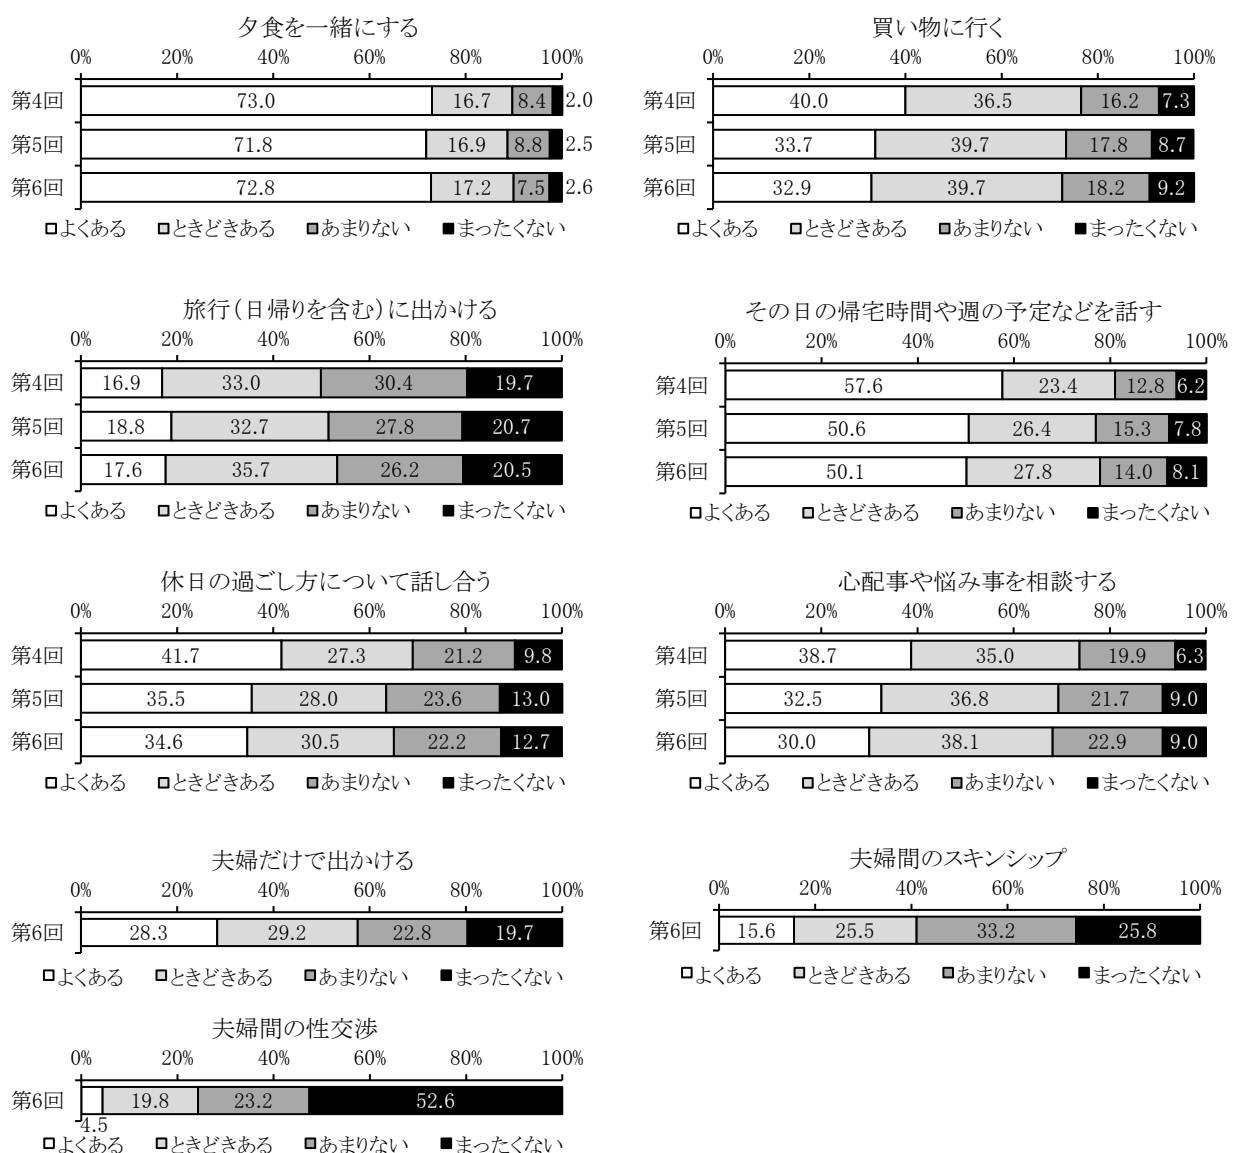 夕食を一緒にする
0% 20% 40% 60% 80% 100%
第4回 73.0 16.7 8.4 2.0
第5回 71.8 16.9 8.8 2.5
第6回 72.8 17.2 7.5 2.6
よくある ときどきある あまりない まったくない
買い物に行く
0% 20% 40% 60% 80% 100%
第4回 40.0 36.5 16.2 7.3
第5回 33.7 39.7 17.8 8.7
第6回 32.9 39.7 18.2 9.2
よくある ときどきある あまりない まったくない
旅行(日帰りを含む)に出かける
0% 20% 40% 60% 80% 100%
第4回 16.9 33.0 30.4 19.7
第5回 18.8 32.7 27.8 20.7
第6回 17.6 35.7 26.2 20.5
よくある ときどきある あまりない まったくない
その日の帰宅時間や週の予定などを話す
0% 20% 40% 60% 80% 100%
第4回 57.6 23.4 12.8 6.2
第5回 50.6 26.4 15.3 7.8
第6回 50.1 27.8 14.0 8.1
よくある ときどきある あまりない まったくない
休日の過ごし方について話し合う
0% 20% 40% 60% 80% 100%
第4回 41.7 27.3 21.2 9.8
第5回 35.5 28.0 23.6 13.0
第6回 34.6 30.5 22.2 12.7
よくある ときどきある あまりない まったくない
心配事や悩み事を相談する
0% 20% 40% 60% 80% 100%
第4回 38.7 35.0 19.9 6.3
第5回 32.5 36.8 21.7 9.0
第6回 30.0 38.1 22.9 9.0
よくある ときどきある あまりない まったくない
夫婦だけで出かける
0% 20% 40% 60% 80% 100%
第6回 28.3 29.2 22.8 19.7
よくある ときどきある あまりない まったくない
夫婦間のスキンシップ
0% 20% 40% 60% 80% 100%
第6回 15.6 25.5 33.2 25.8
よくある ときどきある あまりない まったくない
夫婦間の性交渉
0% 20% 40% 60% 80% 100%
第6回 4.5 19.8 23.2 52.6
よくある ときどきある あまりない まったくない